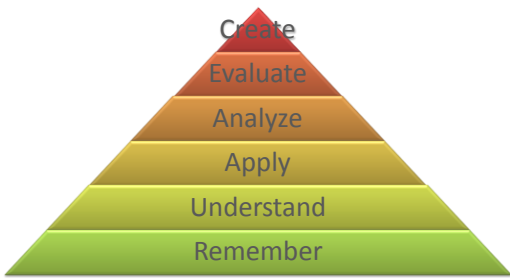 Create
Evaluate
Analyze
Apply
Understand
Remember